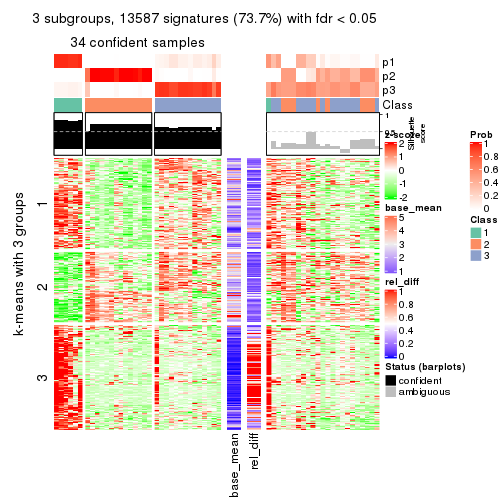 3 subgroups, 13587 signatures (73.7%) with fdr < 0.05
34 confident samples
p1
p2
p3
Class
1
0.5
Silhouette
score
k-means with 3 groups
1
2
3
base_mean
rel_diff
z-score
2
1
0
-1
-2
base_mean
5
4
3
2
1
rel_diff
1
0.8
0.6
0.4
0.2
0
Status (barplots)
confident
ambiguous
Prob
1
0.8
0.6
0.4
0.2
0
Class
1
2
3